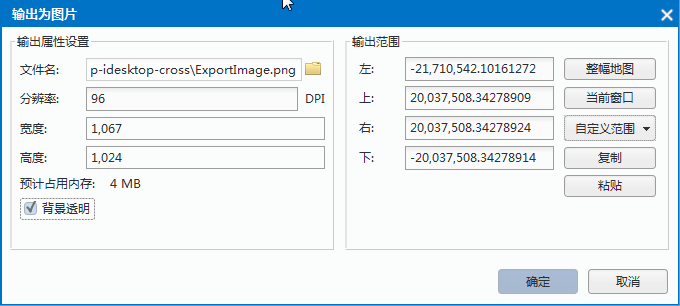 输出为图片
输出属性设置
文件名: p-idesktop-cross\ExportImage.png
分辨率: 96 DPI
宽度: 1,067
高度: 1,024
预计占用内存: 4 MB
背景透明
输出范围
左: -21,710,542.10161272 整幅地图
上: 20,037,508.34278909 当前窗口
右: 20,037,508.34278924 自定义范围
下: -20,037,508.34278914 复制
粘贴
确定 取消